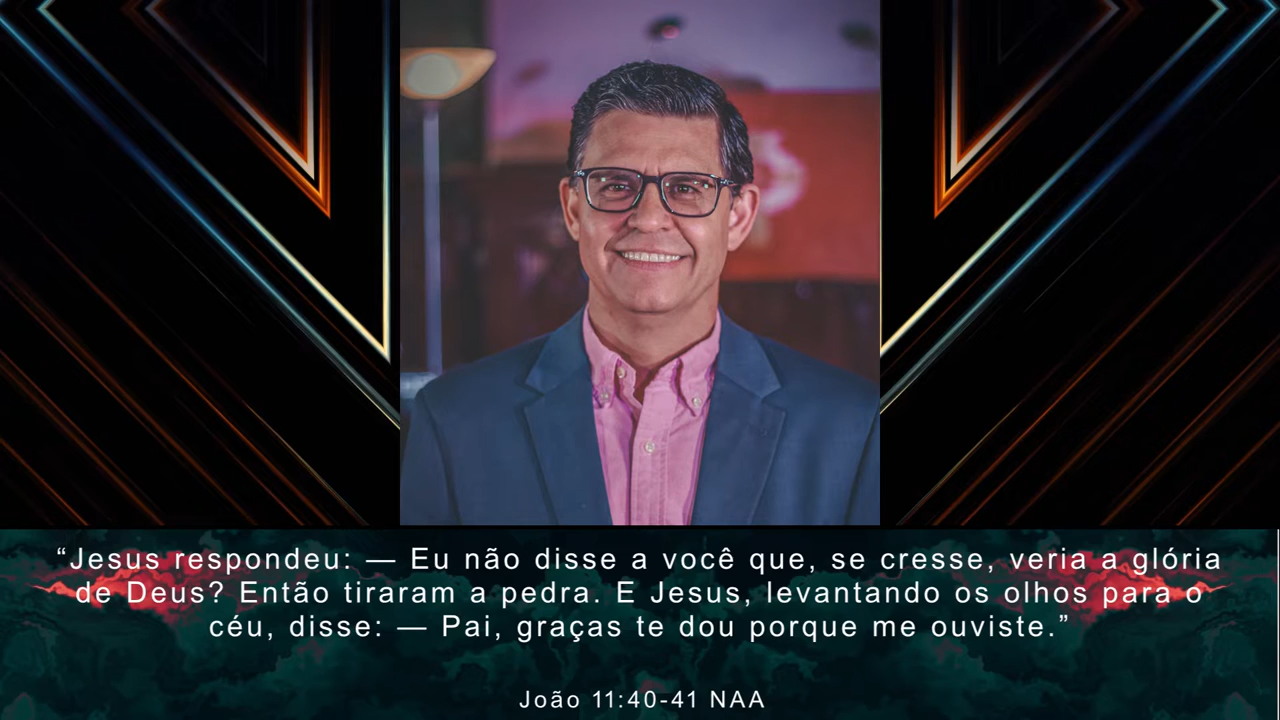 “Jesus respondeu: — Eu não disse a você que, se cresse, veria a glória
de Deus? Então tiraram a pedra. E Jesus, levantando os olhos para o
céu, disse: — Pai, graças te dou porque me ouviste.”
João 11:40-41 NAA